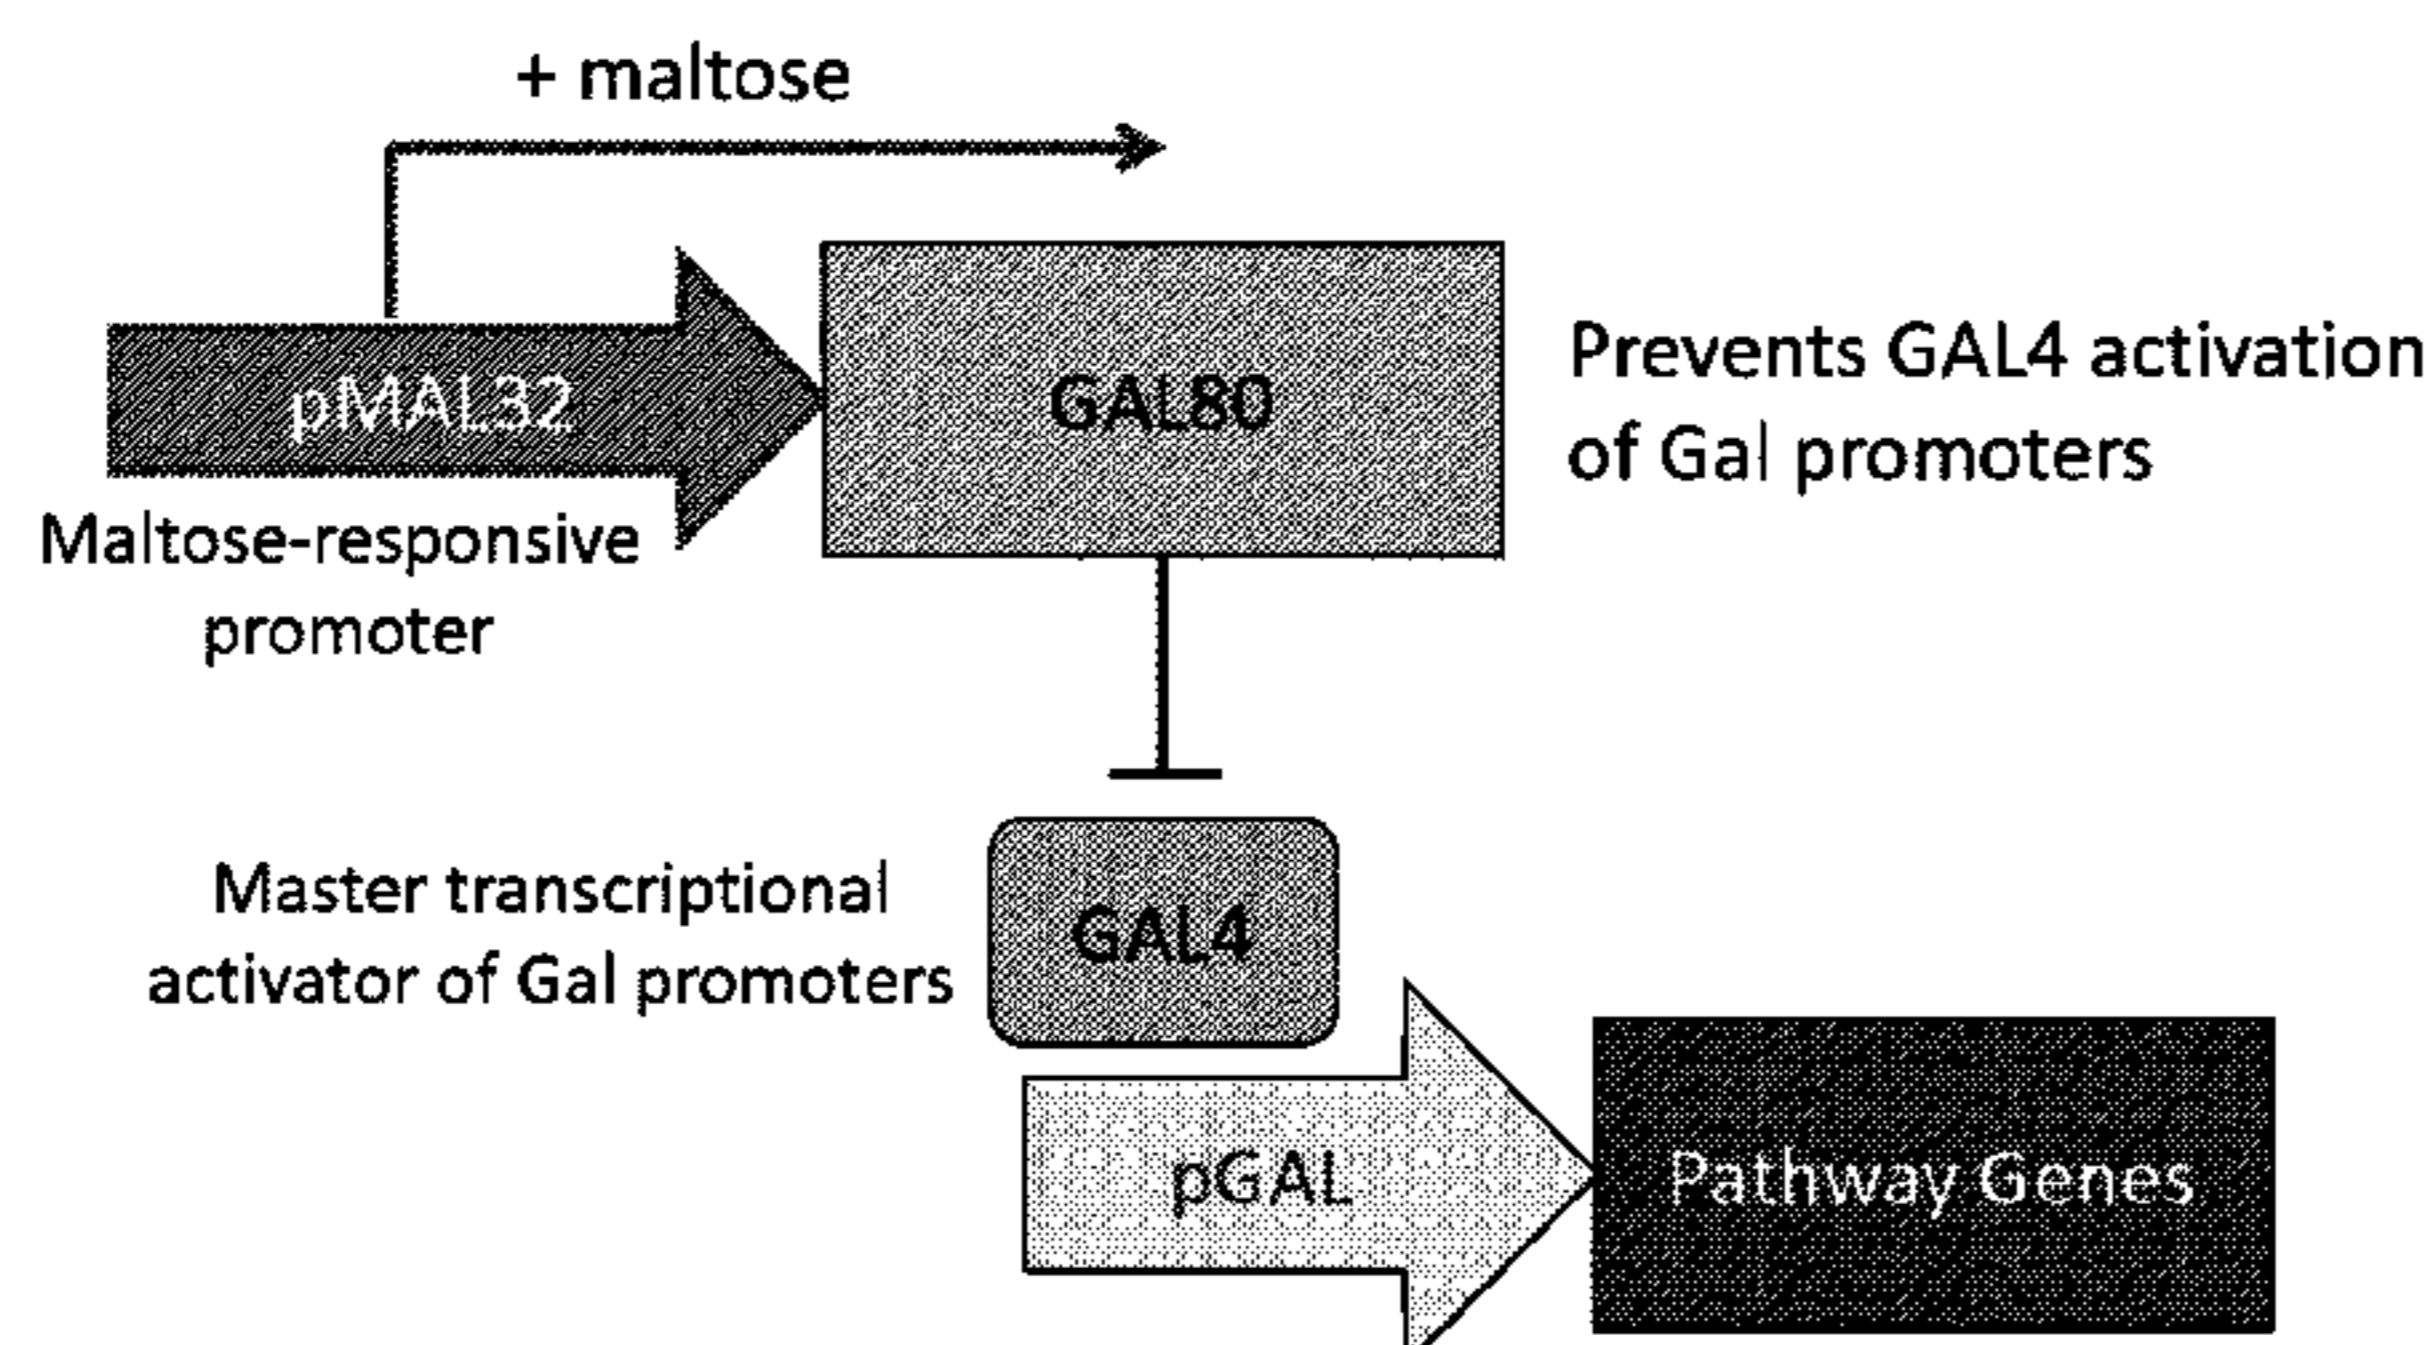 + maltose
pMAL32
GAL80
Prevents GAL4 activation
of Gal promoters
Maltose-responsive
promoter
Master transcriptional
activator of Gal promoters
GAL4
pGAL
Pathway Genes